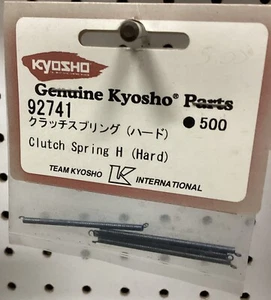 KYOSHO
Genuine Kyosho® Parts
92741
クラッチスプリング (ハード)
●500
Clutch Spring H (Hard)
TEAM KYOSHO K INTERNATIONAL